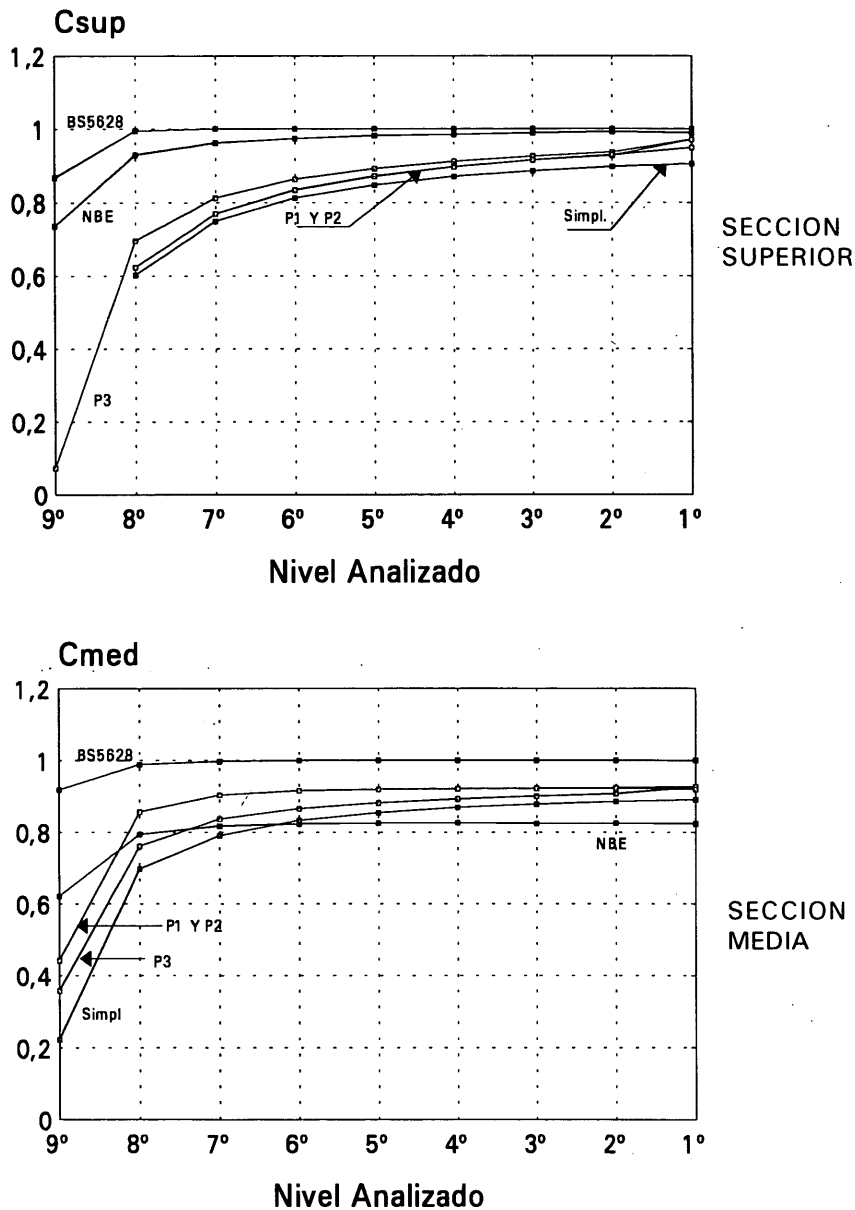 Csup
1,2
1
0,8
0,6
0,4
0,2
0
BS5628
NBE
P1 Y P2
Simpl.
P3
9º 8º 7º 6º 5º 4º 3º 2º 1º
Nivel Analizado
SECCION
SUPERIOR
Cmed
1,2
1
0,8
0,6
0,4
0,2
0
BS5628
NBE
P1 Y P2
P3
Simpl
9º 8º 7º 6º 5º 4º 3º 2º 1º
Nivel Analizado
SECCION
MEDIA